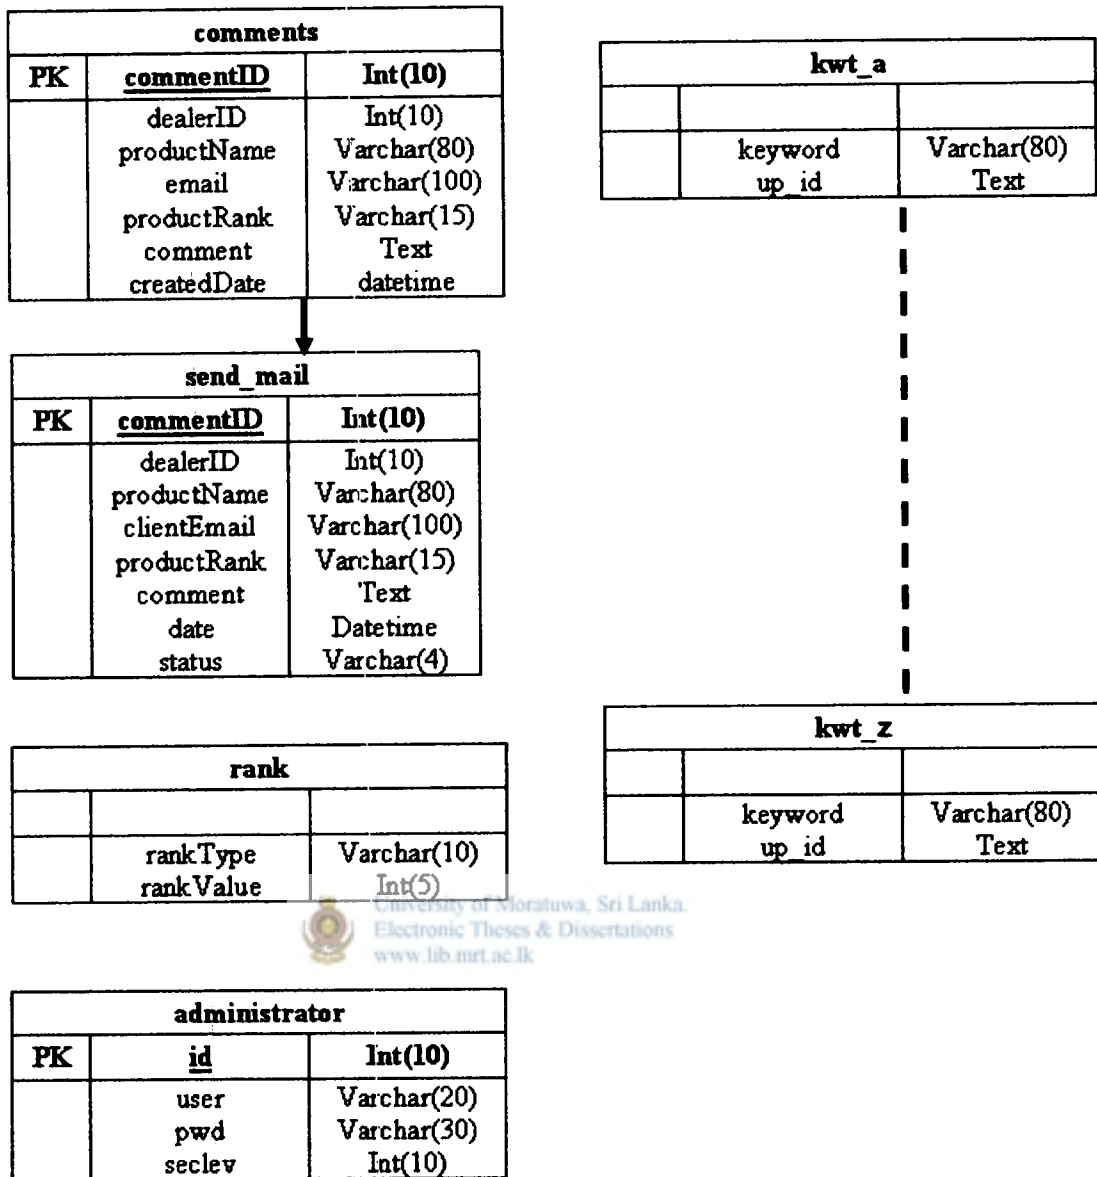 comments
PK commentID Int(10)
dealerID Int(10)
productName Varchar(80)
email Varchar(100)
productRank Varchar(15)
comment Text
createdDate datetime
send_mail
PK commentID Int(10)
dealerID Int(10)
productName Varchar(80)
clientEmail Varchar(100)
productRank Varchar(15)
comment Text
date Datetime
status Varchar(4)
rank
rankType Varchar(10)
rankValue Int(5)
University of Moratuwa, Sri Lanka.
Electronic Theses & Dissertations
www.lib.mrt.ac.lk
administrator
PK id Int(10)
user Varchar(20)
pwd Varchar(30)
seclev Int(10)
kwt_a
keyword Varchar(80)
up_id Text
kwt_z
keyword Varchar(80)
up_id Text